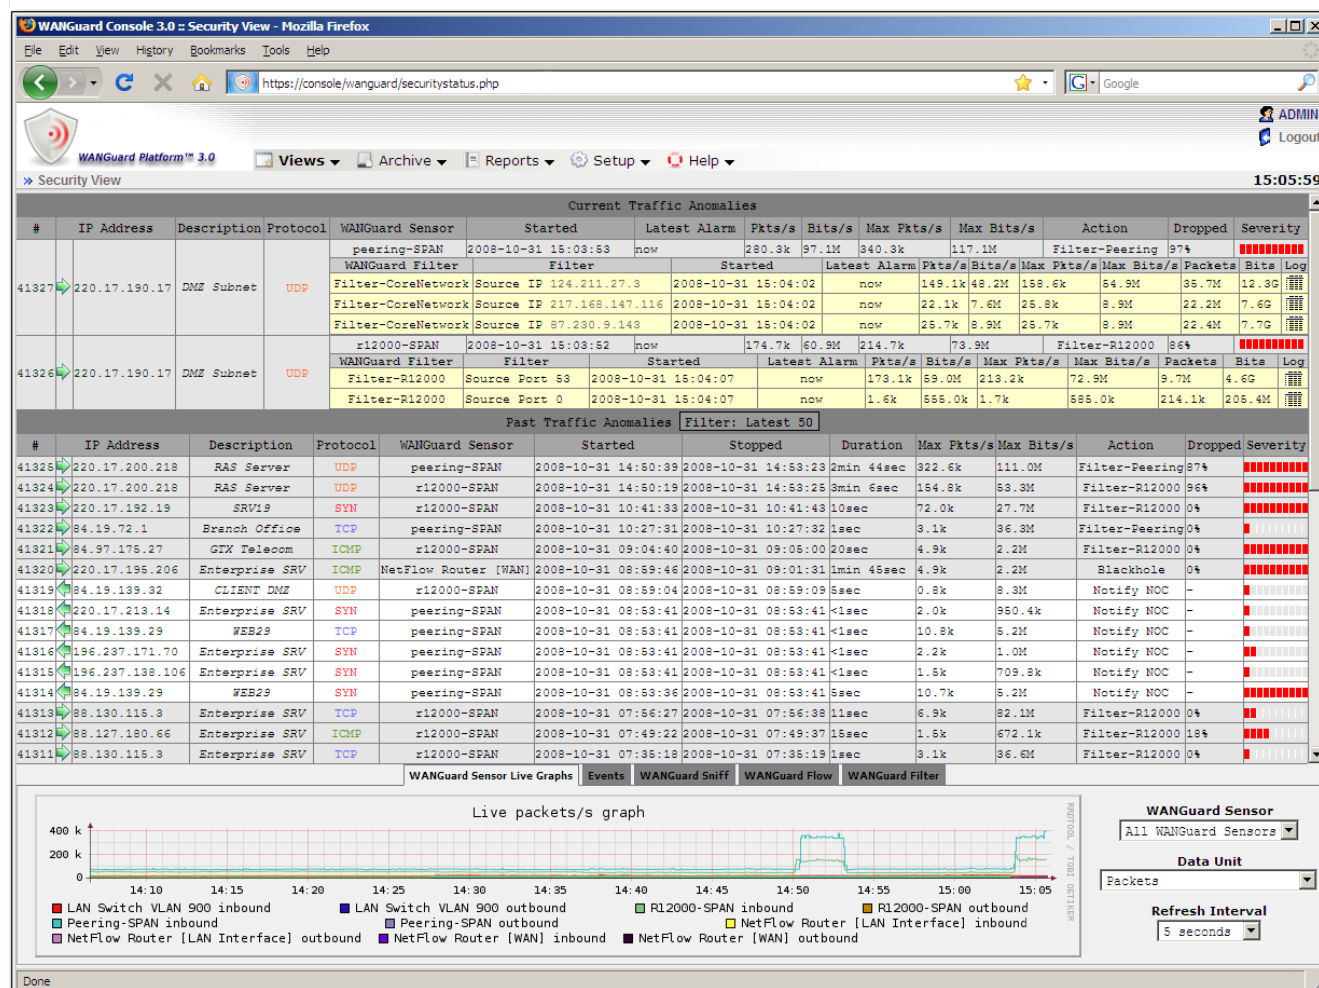 WANGuard Console 3.0 :: Security View - Mozilla Firefox
File Edit View History Bookmarks Tools Help
https://console/wanguard/securitystatus.php
G Google
ADMIN
Logout
WANGuard Platform™ 3.0 Views Archive Reports Setup Help
» Security View 15:05:59
Current Traffic Anomalies
# IP Address Description Protocol WANGuard Sensor Started Latest Alarm Pkts/s Bits/s Max Pkts/s Max Bits/s Action Dropped Severity
peering-SPAN 2008-10-31 15:03:53 now 280.3k 97.1M 340.3k 117.1M Filter-Peering 97%
WANGuard Filter Filter Started Latest Alarm Pkts/s Bits/s Max Pkts/s Max Bits/s Packets Bits Log
41327 220.17.190.17 DMZ Subnet UDP
Filter-CoreNetwork Source IP 124.211.27.3 2008-10-31 15:04:02 now 149.1k 48.2M 158.6k 54.9M 35.7M 12.3G
Filter-CoreNetwork Source IP 217.168.147.116 2008-10-31 15:04:02 now 22.1k 7.6M 25.8k 8.9M 22.2M 7.6G
Filter-CoreNetwork Source IP 87.230.9.143 2008-10-31 15:04:02 now 25.7k 8.9M 25.7k 8.9M 22.4M 7.7G
r12000-SPAN 2008-10-31 15:03:52 now 174.7k 60.9M 214.7k 73.9M Filter-R12000 86%
WANGuard Filter Filter Started Latest Alarm Pkts/s Bits/s Max Pkts/s Max Bits/s Packets Bits Log
41326 220.17.190.17 DMZ Subnet UDP
Filter-R12000 Source Port 53 2008-10-31 15:04:07 now 173.1k 59.0M 213.2k 72.9M 9.7M 4.6G
Filter-R12000 Source Port 0 2008-10-31 15:04:07 now 1.6k 555.0k 1.7k 585.0k 214.1k 205.4M
Past Traffic Anomalies Filter: Latest 50
# IP Address Description Protocol WANGuard Sensor Started Stopped Duration Max Pkts/s Max Bits/s Action Dropped Severity
41325 220.17.200.218 RAS Server UDP peering-SPAN 2008-10-31 14:50:39 2008-10-31 14:53:23 2min 44sec 322.6k 111.0M Filter-Peering 87%
41324 220.17.200.218 RAS Server UDP r12000-SPAN 2008-10-31 14:50:19 2008-10-31 14:53:25 3min 6sec 154.8k 53.3M Filter-R12000 96%
41323 220.17.192.19 SRV19 SYN r12000-SPAN 2008-10-31 10:41:33 2008-10-31 10:41:43 10sec 72.0k 27.7M Filter-R12000 0%
41322 84.19.72.1 Branch Office TCP peering-SPAN 2008-10-31 10:27:31 2008-10-31 10:27:32 1sec 3.1k 36.3M Filter-Peering 0%
41321 84.97.175.27 GTX Telecom ICMP r12000-SPAN 2008-10-31 09:04:40 2008-10-31 09:05:00 20sec 4.9k 2.2M Filter-R12000 0%
41320 220.17.195.206 Enterprise SRV ICMP NetFlow Router [WAN] 2008-10-31 08:59:46 2008-10-31 09:01:31 1min 45sec 4.9k 2.2M Blackhole 0%
41319 84.19.139.32 CLIENT DMZ UDP r12000-SPAN 2008-10-31 08:59:04 2008-10-31 08:59:09 5sec 0.8k 8.3M Notify NOC -
41318 220.17.213.14 Enterprise SRV SYN peering-SPAN 2008-10-31 08:53:41 2008-10-31 08:53:41 <1sec 2.0k 950.4k Notify NOC -
41317 84.19.139.29 WEB29 TCP peering-SPAN 2008-10-31 08:53:41 2008-10-31 08:53:41 <1sec 10.8k 5.2M Notify NOC -
41316 196.237.171.70 Enterprise SRV SYN peering-SPAN 2008-10-31 08:53:41 2008-10-31 08:53:41 <1sec 2.2k 1.0M Notify NOC -
41315 196.237.138.106 Enterprise SRV SYN peering-SPAN 2008-10-31 08:53:41 2008-10-31 08:53:41 <1sec 1.5k 709.8k Notify NOC -
41314 84.19.139.29 WEB29 SYN peering-SPAN 2008-10-31 08:53:36 2008-10-31 08:53:41 5sec 10.7k 5.2M Notify NOC -
41313 88.130.115.3 Enterprise SRV TCP r12000-SPAN 2008-10-31 07:56:27 2008-10-31 07:56:38 11sec 6.9k 82.1M Filter-R12000 0%
41312 88.127.180.66 Enterprise SRV ICMP r12000-SPAN 2008-10-31 07:49:22 2008-10-31 07:49:37 15sec 1.5k 672.1k Filter-R12000 18%
41311 88.130.115.3 Enterprise SRV TCP r12000-SPAN 2008-10-31 07:35:18 2008-10-31 07:35:19 1sec 3.1k 36.6M Filter-R12000 0%
WANGuard Sensor Live Graphs Events WANGuard Sniff WANGuard Flow WANGuard Filter
Live packets/s graph
400 k
200 k
0
14:10 14:15 14:20 14:25 14:30 14:35 14:40 14:45 14:50 14:55 15:00 15:05
LAN Switch VLAN 900 inbound LAN Switch VLAN 900 outbound R12000-SPAN inbound R12000-SPAN outbound
Peering-SPAN inbound Peering-SPAN outbound NetFlow Router [LAN Interface] inbound
NetFlow Router [LAN Interface] outbound NetFlow Router [WAN] inbound NetFlow Router [WAN] outbound
RRDTOOL / TOBI OETIKER
WANGuard Sensor
All WANGuard Sensors
Data Unit
Packets
Refresh Interval
5 seconds
Done